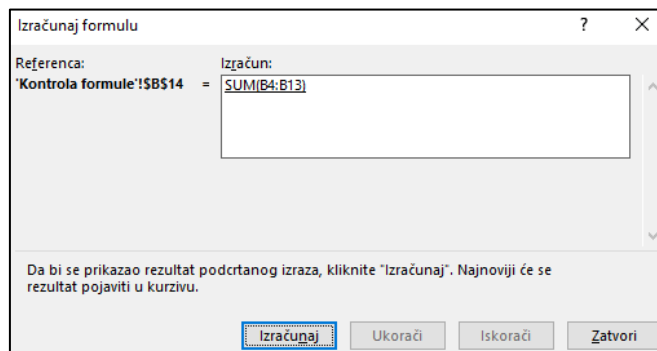 Izračunaj formulu ? ×
Referenca: Izračun:
'Kontrola formule'!$B$14 = SUM(B4:B13)
Da bi se prikazao rezultat podcrtanog izraza, kliknite "Izračunaj". Najnoviji će se
rezultat pojaviti u kurzivu.
Izračunaj Ukorači Iskorači Zatvori